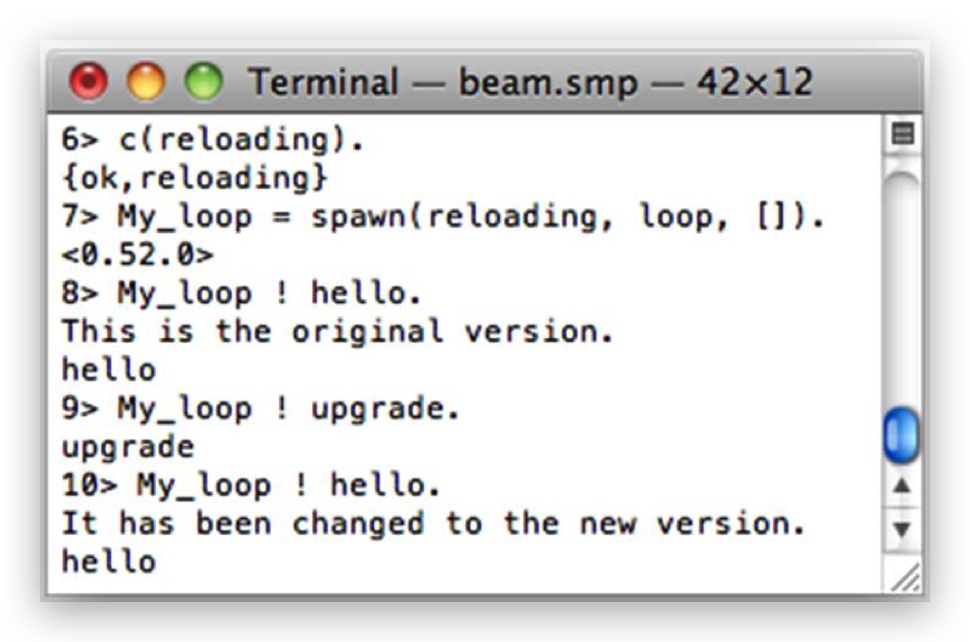 Terminal — beam.smp — 42×12
6> c(reloading).
{ok,reloading}
7> My_loop = spawn(reloading, loop, []).
<0.52.0>
8> My_loop ! hello.
This is the original version.
hello
9> My_loop ! upgrade.
upgrade
10> My_loop ! hello.
It has been changed to the new version.
hello